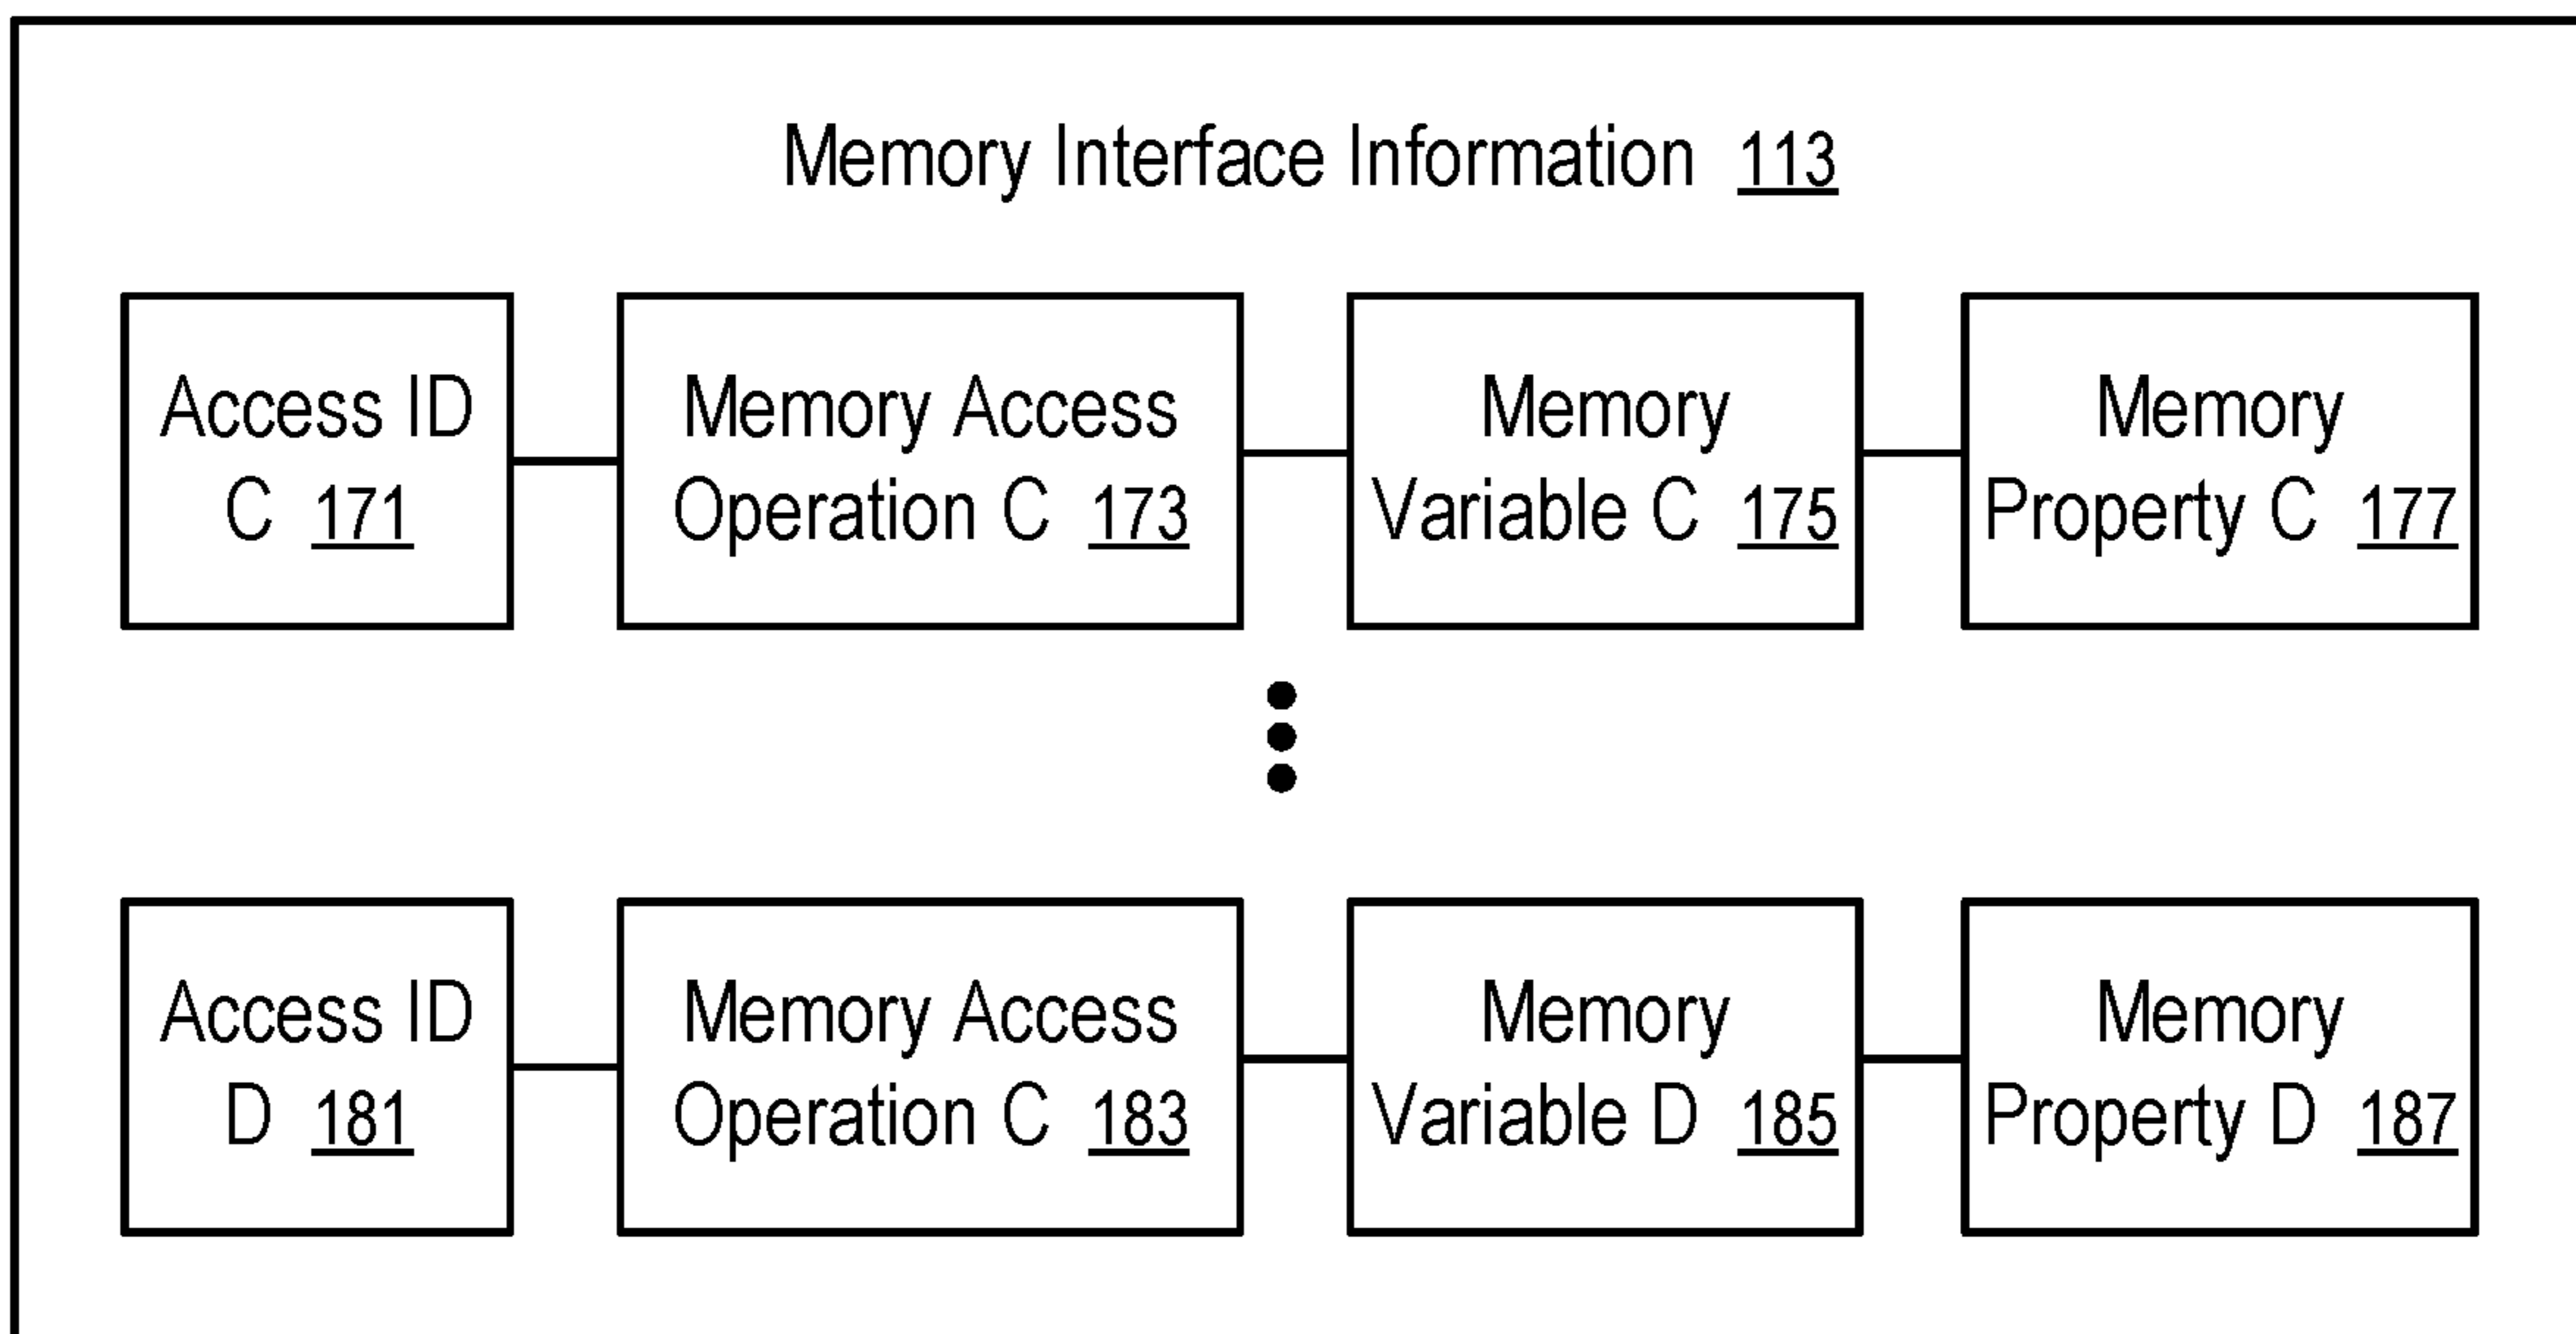 Memory Interface Information 113
Access ID
C 171
Memory Access
Operation C 173
Memory
Variable C 175
Memory
Property C 177
Access ID
D 181
Memory Access
Operation C 183
Memory
Variable D 185
Memory
Property D 187